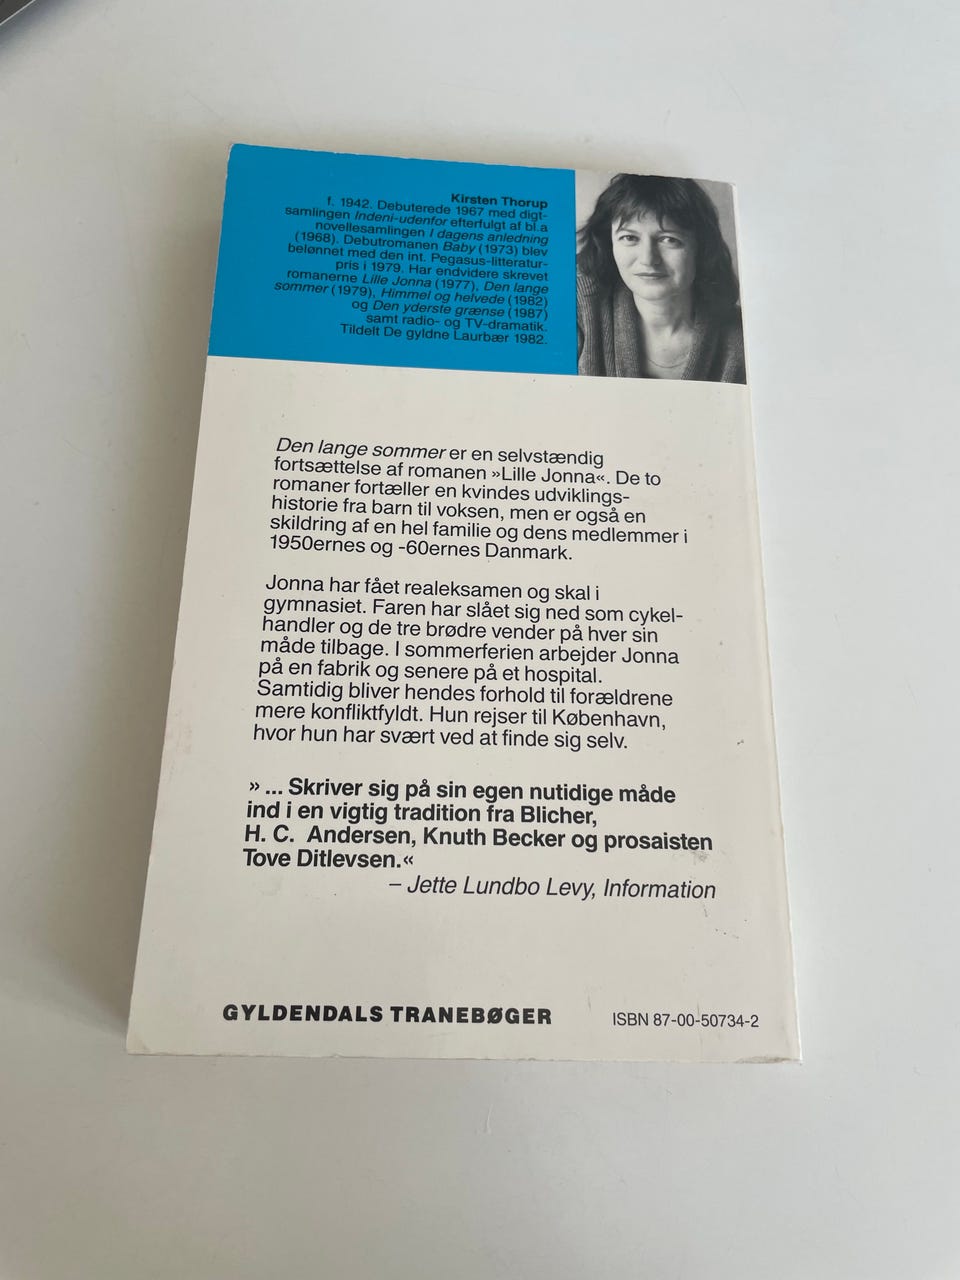 Kirsten Thorup
f. 1942. Debuterede 1967 med digt-
samlingen Indeni-udenfor efterfulgt af bl.a
novellesamlingen I dagens anledning
(1968). Debutromanen Baby (1973) blev
belønnet med den int. Pegasus-litteratur-
pris i 1979. Har endvidere skrevet
romanerne Lille Jonna (1977), Den lange
sommer (1979), Himmel og helvede (1982)
og Den yderste grænse (1987)
samt radio- og TV-dramatik.
Tildelt De gyldne Laurbær 1982.
Den lange sommer er en selvstændig
fortsættelse af romanen »Lille Jonna«. De to
romaner fortæller en kvindes udviklings-
historie fra barn til voksen, men er også en
skildring af en hel familie og dens medlemmer i
1950ernes og -60ernes Danmark.
Jonna har fået realeksamen og skal i
gymnasiet. Faren har slået sig ned som cykel-
handler og de tre brødre vender på hver sin
måde tilbage. I sommerferien arbejder Jonna
på en fabrik og senere på et hospital.
Samtidig bliver hendes forhold til forældrene
mere konfliktfyldt. Hun rejser til København,
hvor hun har svært ved at finde sig selv.
» ... Skriver sig på sin egen nutidige måde
ind i en vigtig tradition fra Blicher,
H. C. Andersen, Knuth Becker og prosaisten
Tove Ditlevsen.«
– Jette Lundbo Levy, Information
GYLDENDALS TRANEBØGER
ISBN 87-00-50734-2